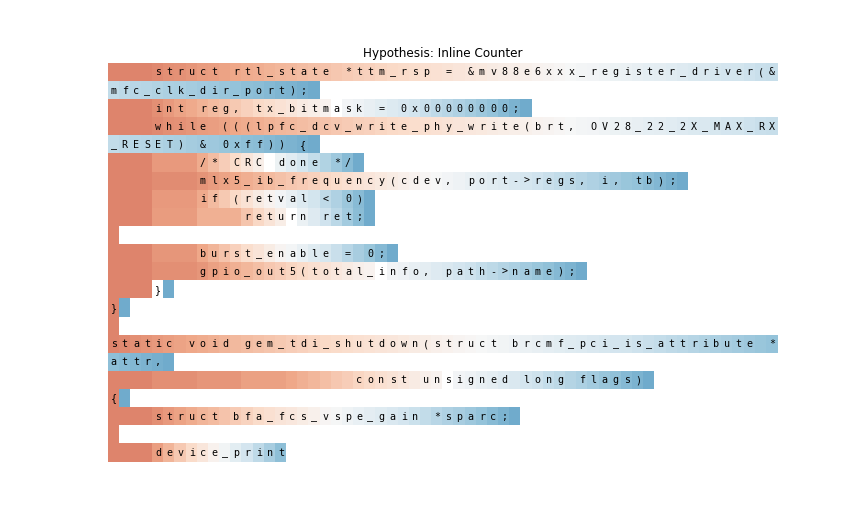 Hypothesis: Inline Counter
    struct rtl_state *ttm_rsp = &mv88e6xxx_register_driver(&
mfc_clk_dir_port);
    int reg, tx_bitmask = 0x00000000;
    while (((lpfc_dcv_write_phy_write(brt, OV28_22_2X_MAX_RX
_RESET) & 0xff)) {
        /* CRC done */
        mlx5_ib_frequency(cdev, port->regs, i, tb);
        if (retval < 0)
            return ret;

        burst_enable = 0;
        gpio_out5(total_info, path->name);
    }
}

static void gem_tdi_shutdown(struct brcmf_pci_is_attribute *
attr,
                      const unsigned long flags)
{
    struct bfa_fcs_vspe_gain *sparc;

    device_print